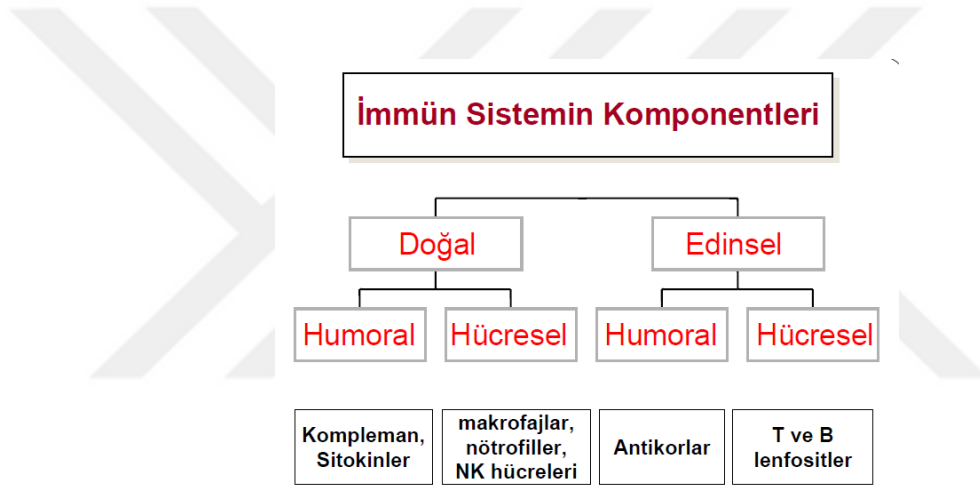 İmmün Sistemin Komponentleri
Doğal
Edinsel
Humoral
Hücresel
Humoral
Hücresel
Kompleman,
Sitokinler
makrofajlar,
nötrofiller,
NK hücreleri
Antikorlar
T ve B
lenfositler